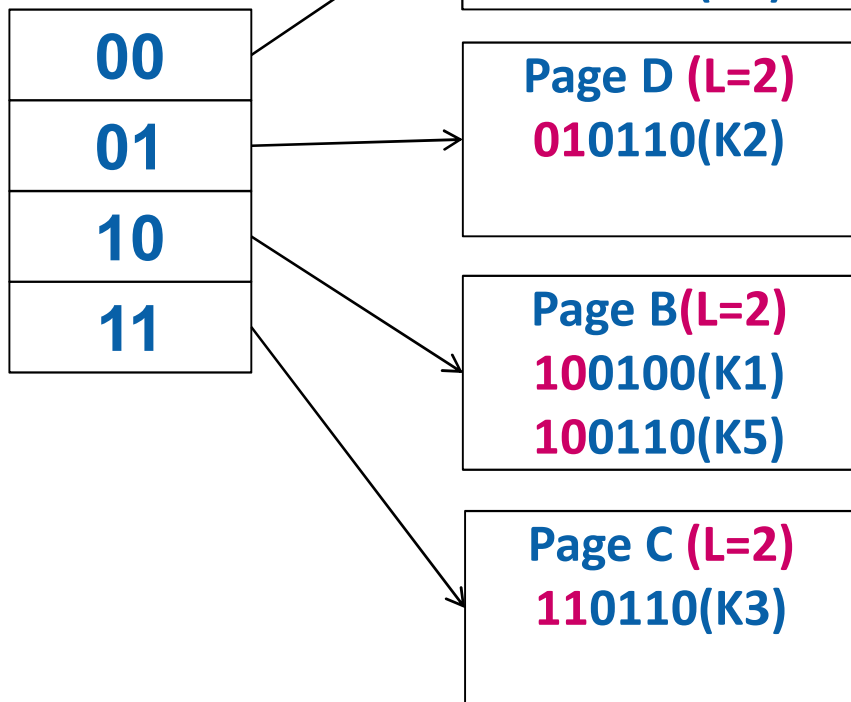 00
01
10
11
Page D (L=2)
010110(K2)
Page B(L=2)
100100(K1)
100110(K5)
Page C (L=2)
110110(K3)